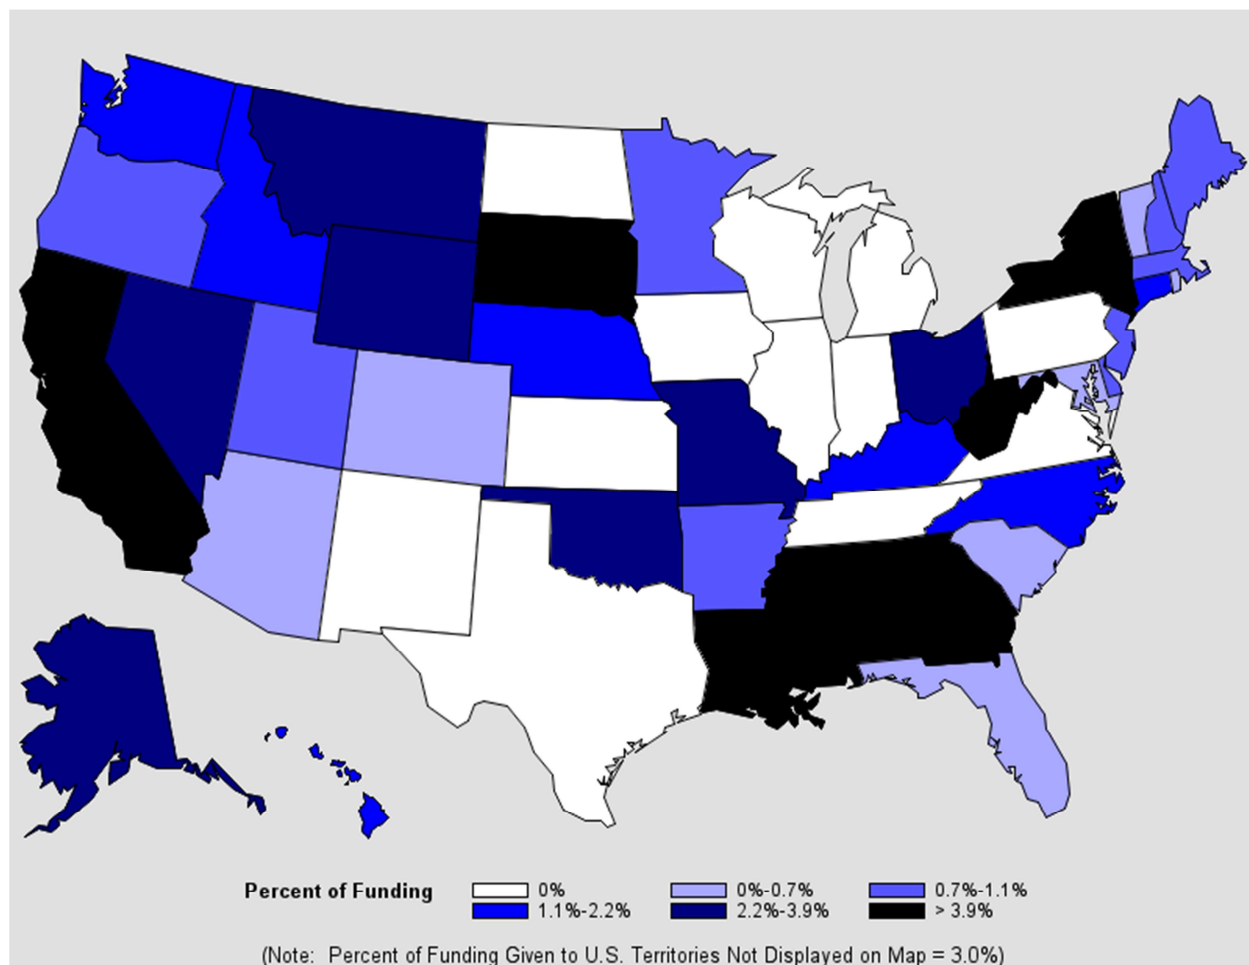 Percent of Funding 0% 0%-0.7% 0.7%-1.1%
1.1%-2.2% 2.2%-3.9% > 3.9%
(Note: Percent of Funding Given to U.S. Territories Not Displayed on Map = 3.0%)